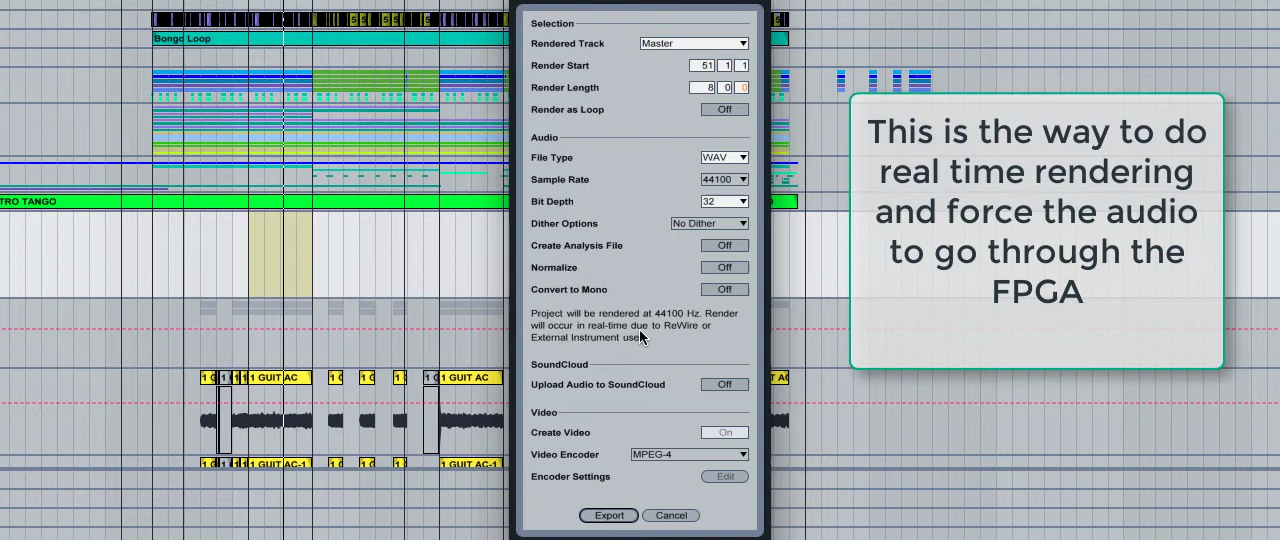 Bongo Loop
TRO TANGO
1 GUIT AC
1 GUIT AC
1 GUIT AC-1
1 GUIT AC-1
Selection
Rendered Track Master
Render Start 51 1 1
Render Length 8 0 0
Render as Loop Off
Audio
File Type WAV
Sample Rate 44100
Bit Depth 32
Dither Options No Dither
Create Analysis File Off
Normalize Off
Convert to Mono Off
Project will be rendered at 44100 Hz. Render
will occur in real-time due to ReWire or
External Instrument use
SoundCloud
Upload Audio to SoundCloud Off
Video
Create Video On
Video Encoder MPEG-4
Encoder Settings Edit
Export Cancel
This is the way to do
real time rendering
and force the audio
to go through the
FPGA